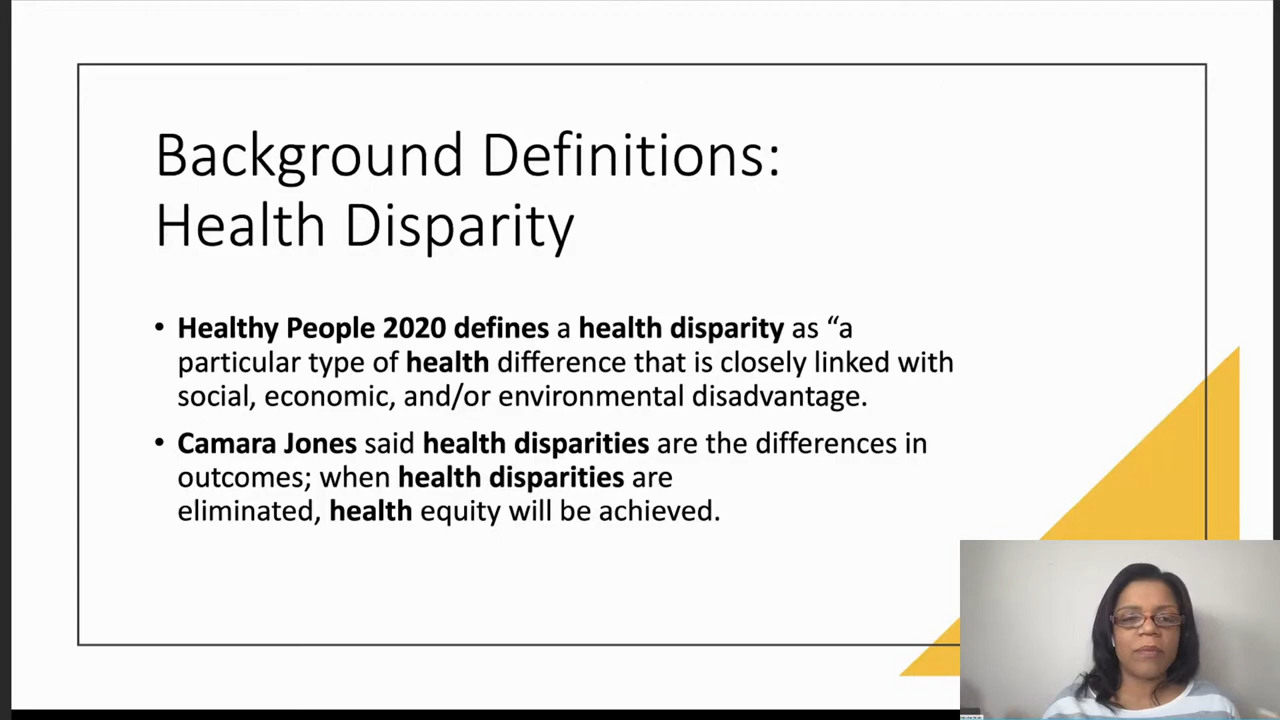 Background Definitions:
Health Disparity
• Healthy People 2020 defines a health disparity as “a
particular type of health difference that is closely linked with
social, economic, and/or environmental disadvantage.
• Camara Jones said health disparities are the differences in
outcomes; when health disparities are
eliminated, health equity will be achieved.